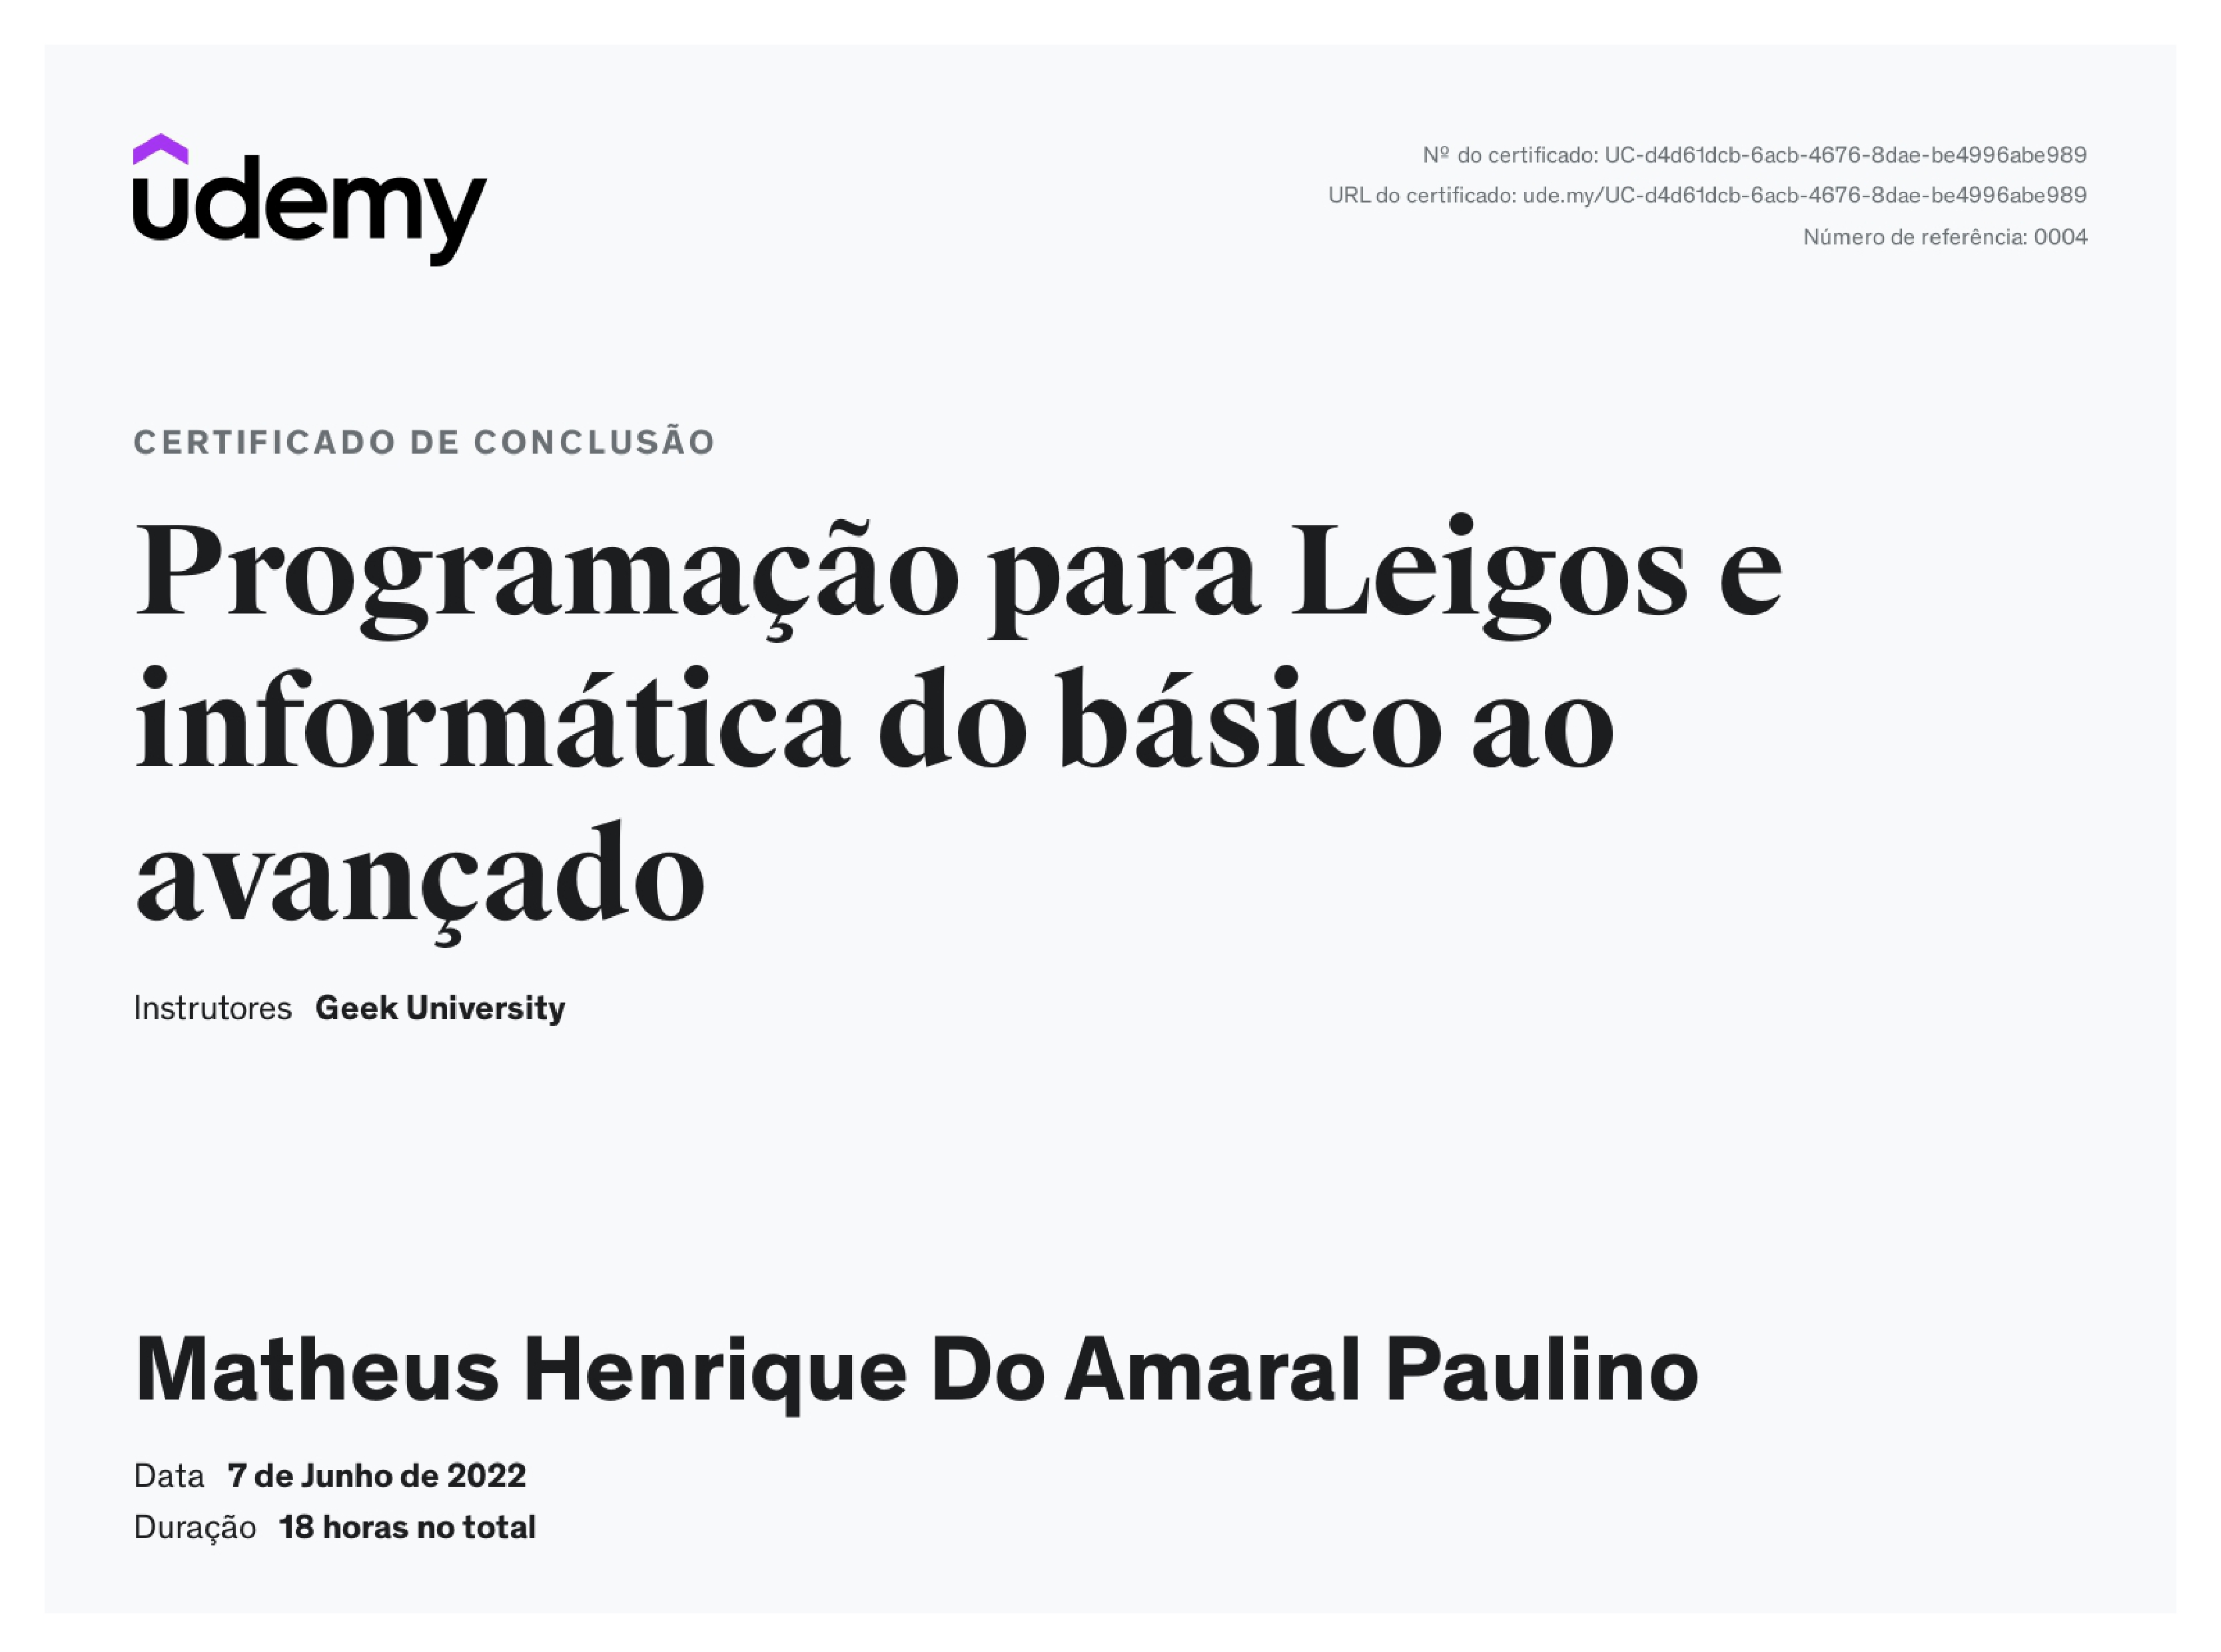 udemy
Nº do certificado: UC-d4d61dcb-6acb-4676-8dae-be4996abe989
URL do certificado: ude.my/UC-d4d61dcb-6acb-4676-8dae-be4996abe989
Número de referência: 0004
CERTIFICADO DE CONCLUSÃO
Programação para Leigos e
informática do básico ao
avançado
Instrutores Geek University
Matheus Henrique Do Amaral Paulino
Data 7 de Junho de 2022
Duração 18 horas no total